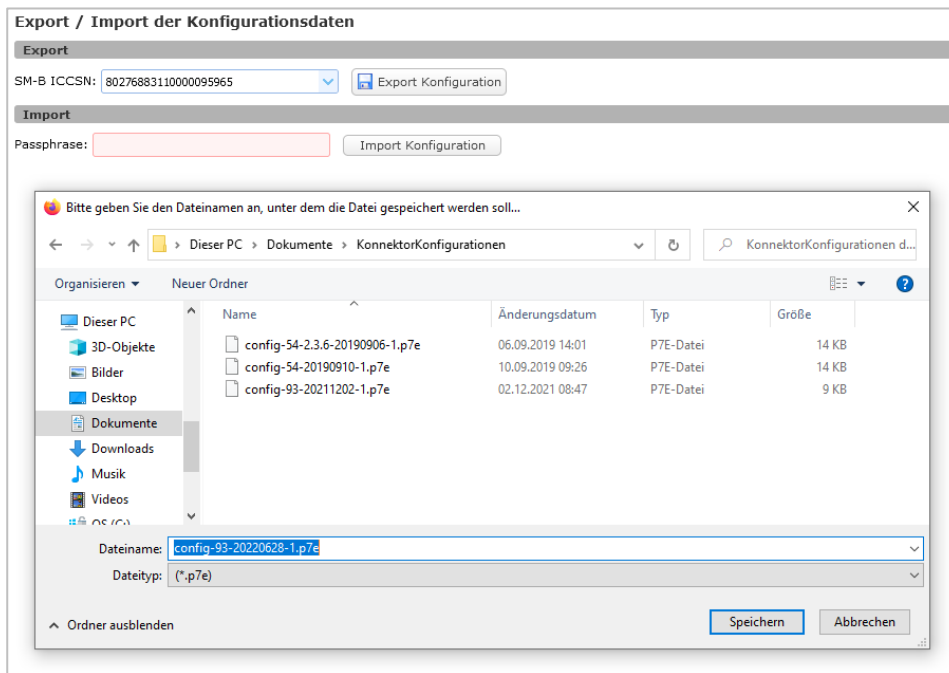 Export / Import der Konfigurationsdaten
Export
SM-B ICCSN: 80276883110000095965 Export Konfiguration
Import
Passphrase: Import Konfiguration
Bitte geben Sie den Dateinamen an, unter dem die Datei gespeichert werden soll...
Dieser PC > Dokumente > KonnektorKonfigurationen KonnektorKonfigurationen d...
Organisieren Neuer Ordner
Dieser PC
3D-Objekte
Bilder
Desktop
Dokumente
Downloads
Musik
Videos
OS (C:)
Name Änderungsdatum Typ Größe
config-54-2.3.6-20190906-1.p7e 06.09.2019 14:01 P7E-Datei 14 KB
config-54-20190910-1.p7e 10.09.2019 09:26 P7E-Datei 14 KB
config-93-20211202-1.p7e 02.12.2021 08:47 P7E-Datei 9 KB
Dateiname: config-93-20220628-1.p7e
Dateityp: (*.p7e)
Ordner ausblenden Speichern Abbrechen